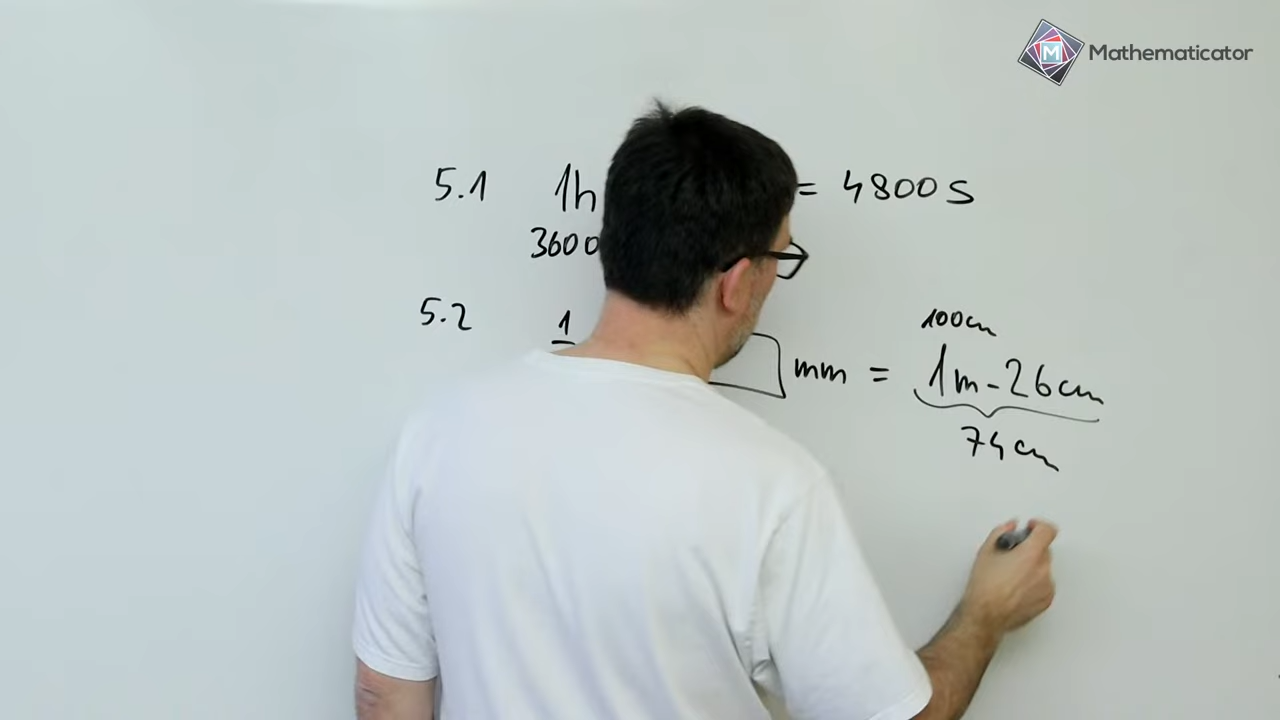 Mathematicator
5.1 1h = 4800 s
3600
5.2 1 mm = 1m - 26cm
100cm
74cm